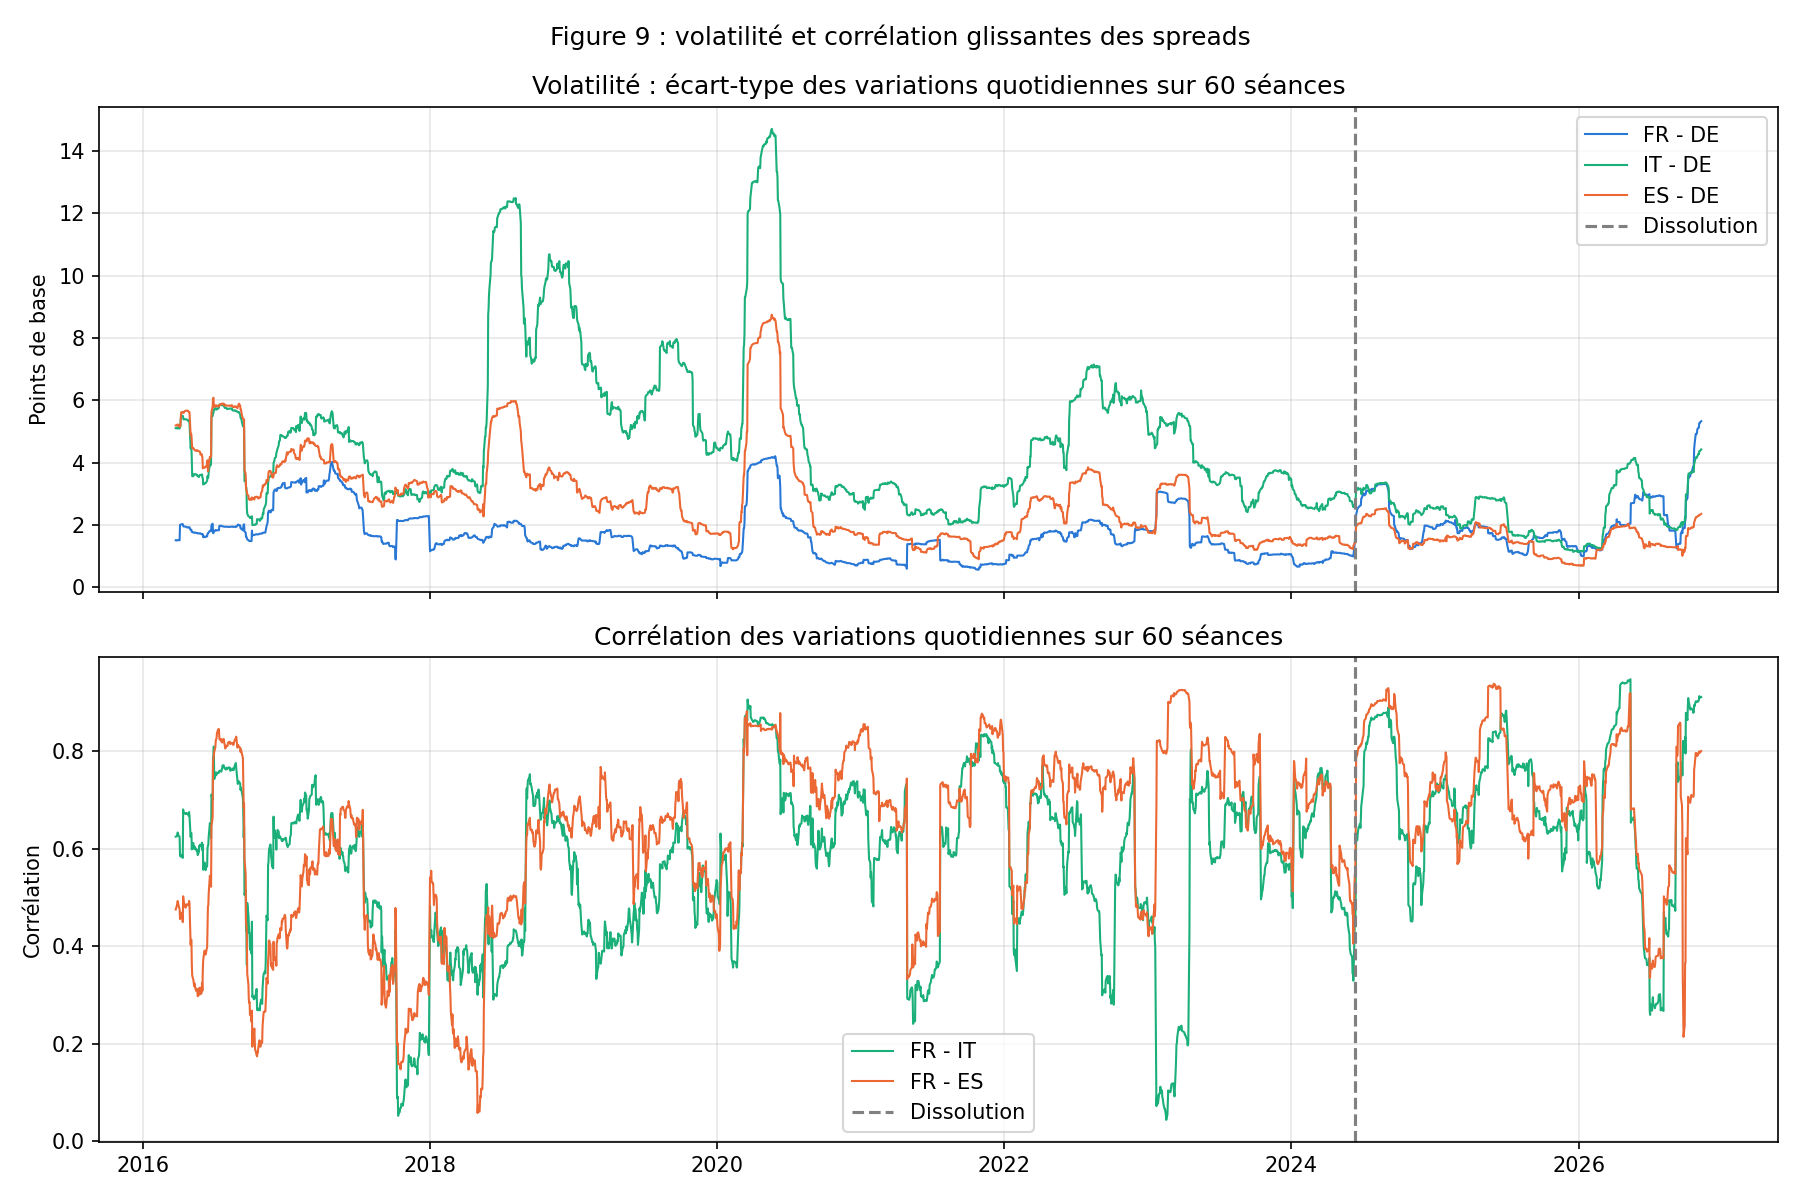 Figure 9 : volatilité et corrélation glissantes des spreads
Volatilité : écart-type des variations quotidiennes sur 60 séances
Points de base
14
12
10
8
6
4
2
0
FR - DE
IT - DE
ES - DE
Dissolution
Corrélation des variations quotidiennes sur 60 séances
Corrélation
0.8
0.6
0.4
0.2
0.0
FR - IT
FR - ES
Dissolution
2016
2018
2020
2022
2024
2026